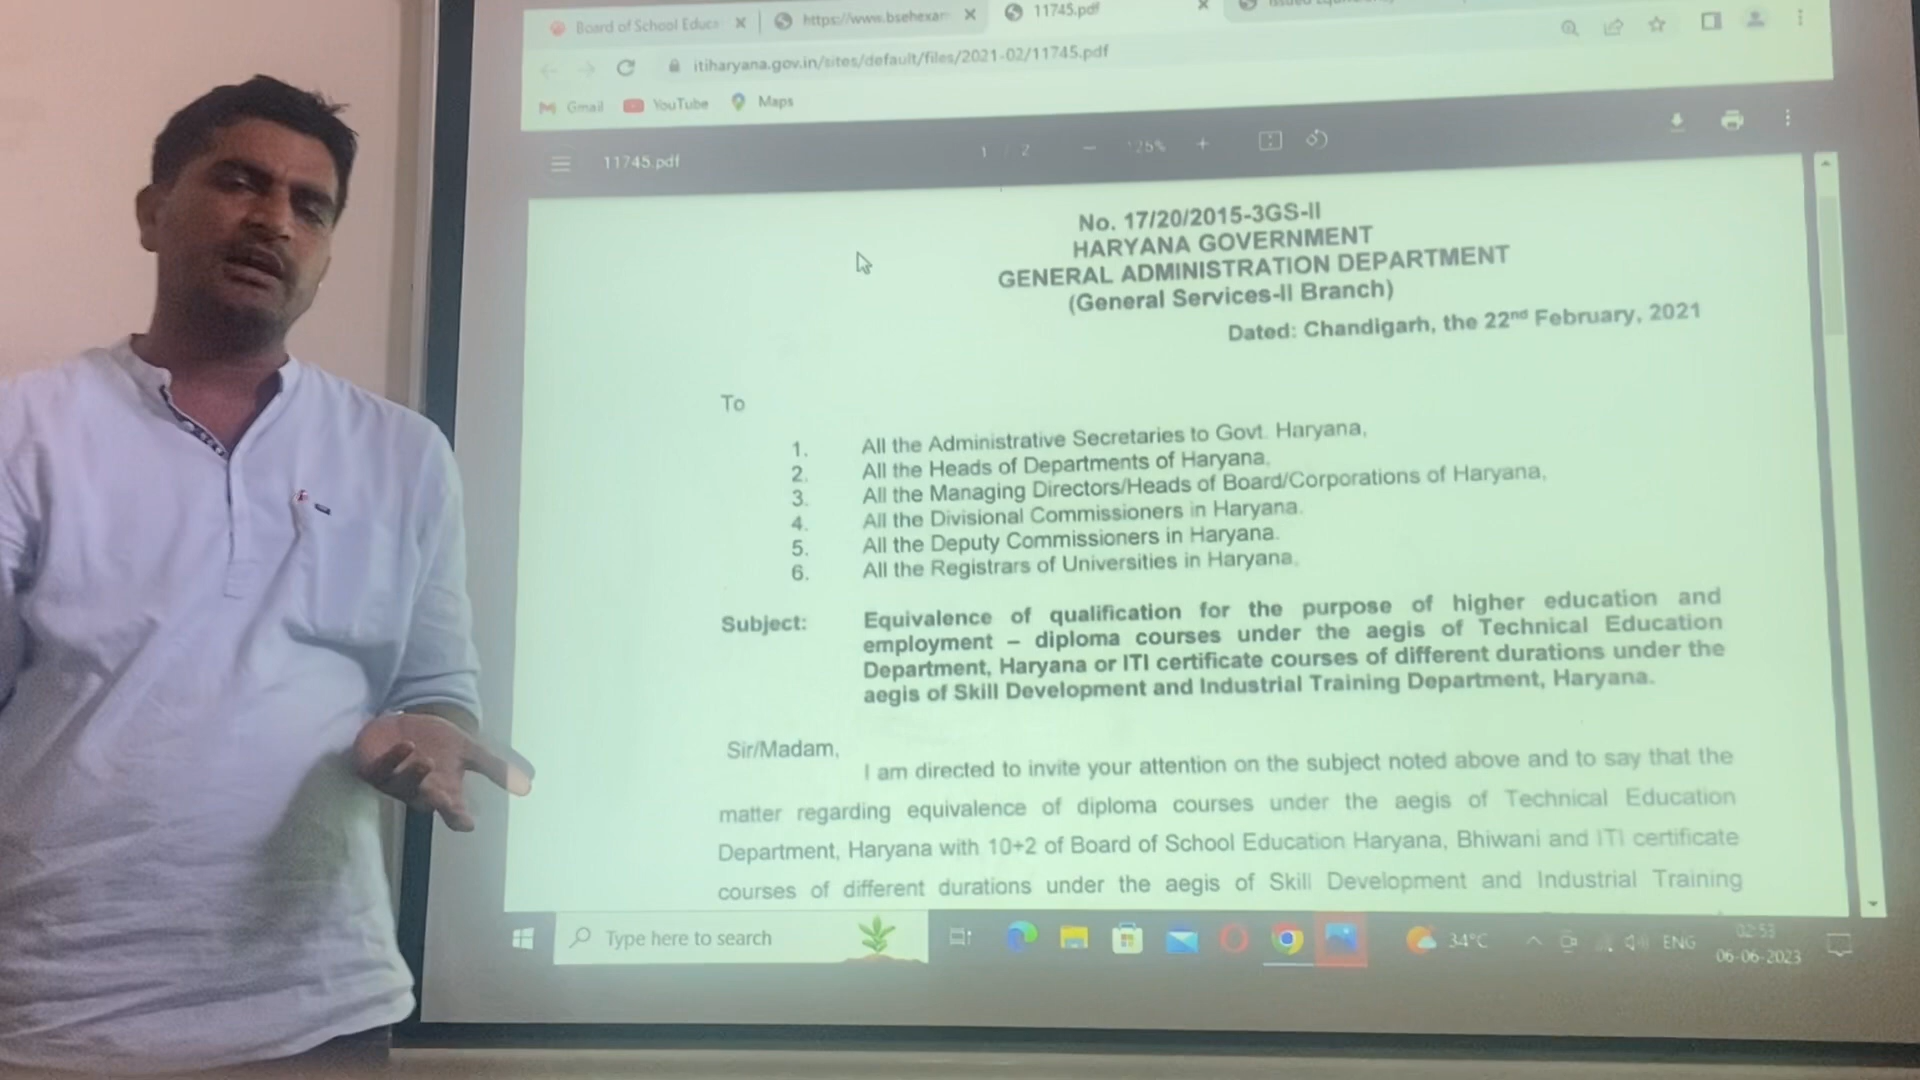 Board of School Educa
https://www.bsehexam
11745.pdf
itiharyana.gov.in/sites/default/files/2021-02/11745.pdf
Gmail YouTube Maps
11745.pdf 1 / 2 125%
No. 17/20/2015-3GS-II
HARYANA GOVERNMENT
GENERAL ADMINISTRATION DEPARTMENT
(General Services-II Branch)
Dated: Chandigarh, the 22nd February, 2021
To
1. All the Administrative Secretaries to Govt. Haryana,
2. All the Heads of Departments of Haryana,
3. All the Managing Directors/Heads of Board/Corporations of Haryana,
4. All the Divisional Commissioners in Haryana.
5. All the Deputy Commissioners in Haryana.
6. All the Registrars of Universities in Haryana.
Subject: Equivalence of qualification for the purpose of higher education and
employment – diploma courses under the aegis of Technical Education
Department, Haryana or ITI certificate courses of different durations under the
aegis of Skill Development and Industrial Training Department, Haryana.
Sir/Madam,
I am directed to invite your attention on the subject noted above and to say that the
matter regarding equivalence of diploma courses under the aegis of Technical Education
Department, Haryana with 10+2 of Board of School Education Haryana, Bhiwani and ITI certificate
courses of different durations under the aegis of Skill Development and Industrial Training
Type here to search
34°C
ENG
02:53
06-06-2023